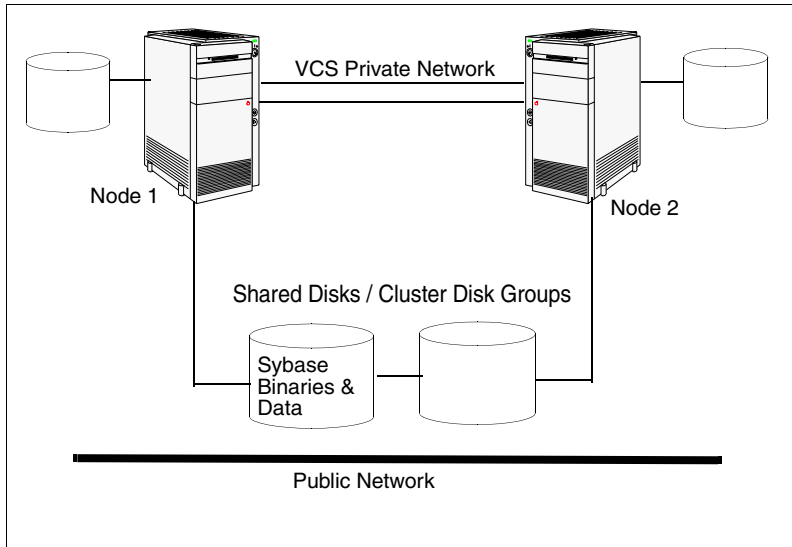 VCS Private Network
Node 1
Node 2
Shared Disks / Cluster Disk Groups
Sybase
Binaries &
Data
Public Network